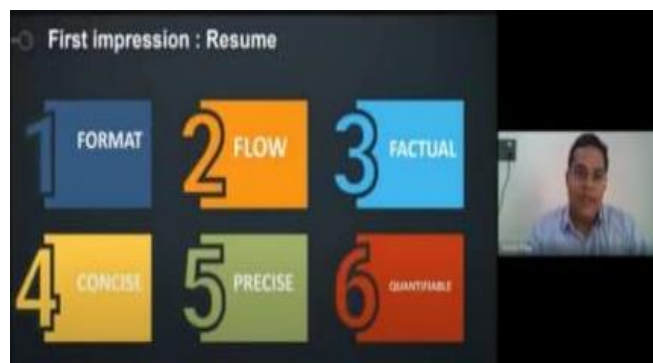 First impression : Resume
1 FORMAT
2 FLOW
3 FACTUAL
4 CONCISE
5 PRECISE
6 QUANTIFIABLE